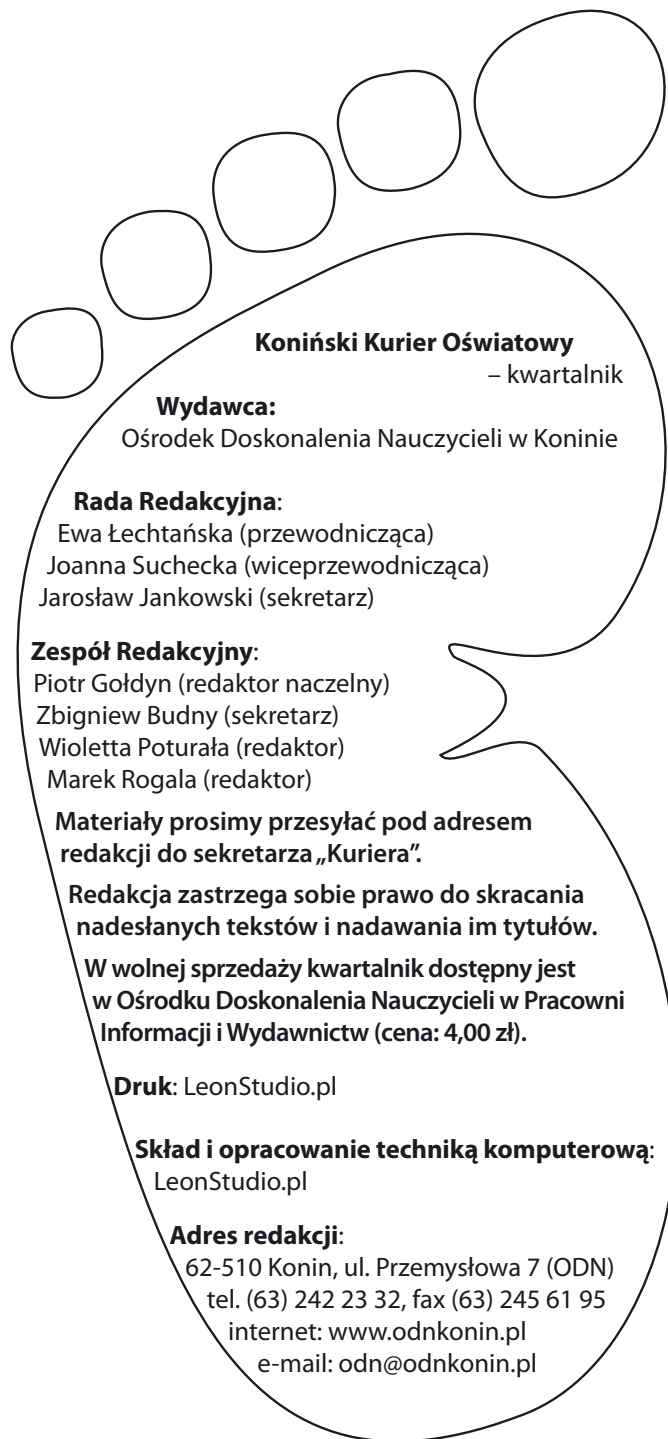 Koniński Kurier Oświatowy
– kwartalnik
Wydawca:
Ośrodek Doskonalenia Nauczycieli w Koninie
Rada Redakcyjna:
Ewa Łechtańska (przewodnicząca)
Joanna Suchecka (wiceprzewodnicząca)
Jarosław Jankowski (sekretarz)
Zespół Redakcyjny:
Piotr Gołdyn (redaktor naczelny)
Zbigniew Budny (sekretarz)
Wioletta Poturała (redaktor)
Marek Rogala (redaktor)
Materiały prosimy przesyłać pod adresem
redakcji do sekretarza „Kuriera”.
Redakcja zastrzega sobie prawo do skracania
nadesłanych tekstów i nadawania im tytułów.
W wolnej sprzedaży kwartalnik dostępny jest
w Ośrodku Doskonalenia Nauczycieli w Pracowni
Informacji i Wydawnictw (cena: 4,00 zł).
Druk: LeonStudio.pl
Skład i opracowanie techniką komputerową:
LeonStudio.pl
Adres redakcji:
62-510 Konin, ul. Przemysłowa 7 (ODN)
tel. (63) 242 23 32, fax (63) 245 61 95
internet: www.odnkonin.pl
e-mail: odn@odnkonin.pl